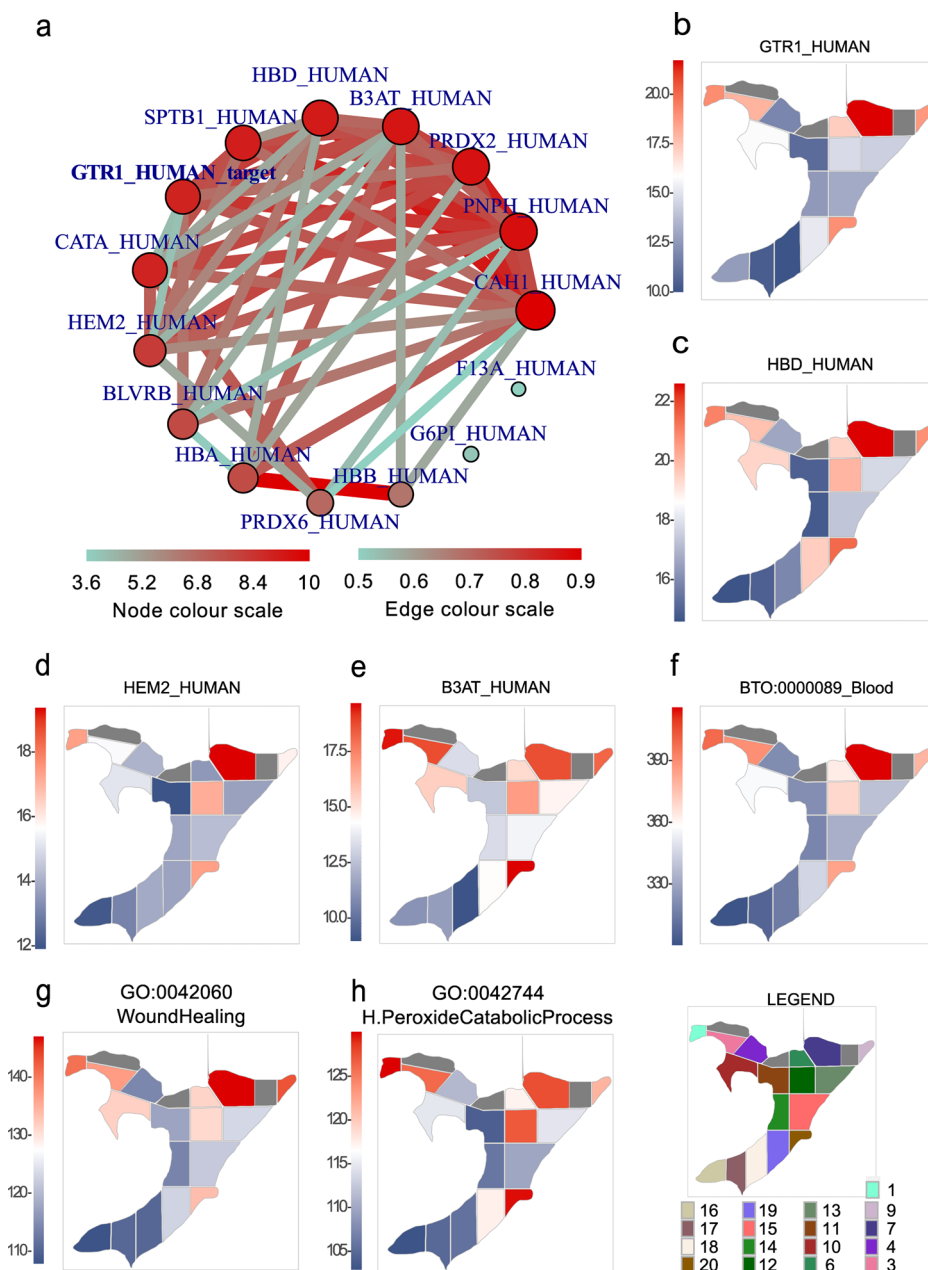 a
HBD_HUMAN
B3AT_HUMAN
SPTB1_HUMAN
PRDX2_HUMAN
GTR1_HUMAN_target
PNPH_HUMAN
CATA_HUMAN
CAH1_HUMAN
HEM2_HUMAN
F13A_HUMAN
BLVRB_HUMAN
G6PI_HUMAN
HBA_HUMAN
HBB_HUMAN
PRDX6_HUMAN
3.6 5.2 6.8 8.4 10
Node colour scale
0.5 0.6 0.7 0.8 0.9
Edge colour scale
b
GTR1_HUMAN
20.0
17.5
15.0
12.5
10.0
c
HBD_HUMAN
22
20
18
16
d
HEM2_HUMAN
18
16
14
12
e
B3AT_HUMAN
17.5
15.0
12.5
10.0
f
BTO:0000089_Blood
390
360
330
g
GO:0042060
WoundHealing
140
130
120
110
h
GO:0042744
H.PeroxideCatabolicProcess
125
120
115
110
105
LEGEND
1
16 19 13 9
17 15 11 7
18 14 10 4
20 12 6 3